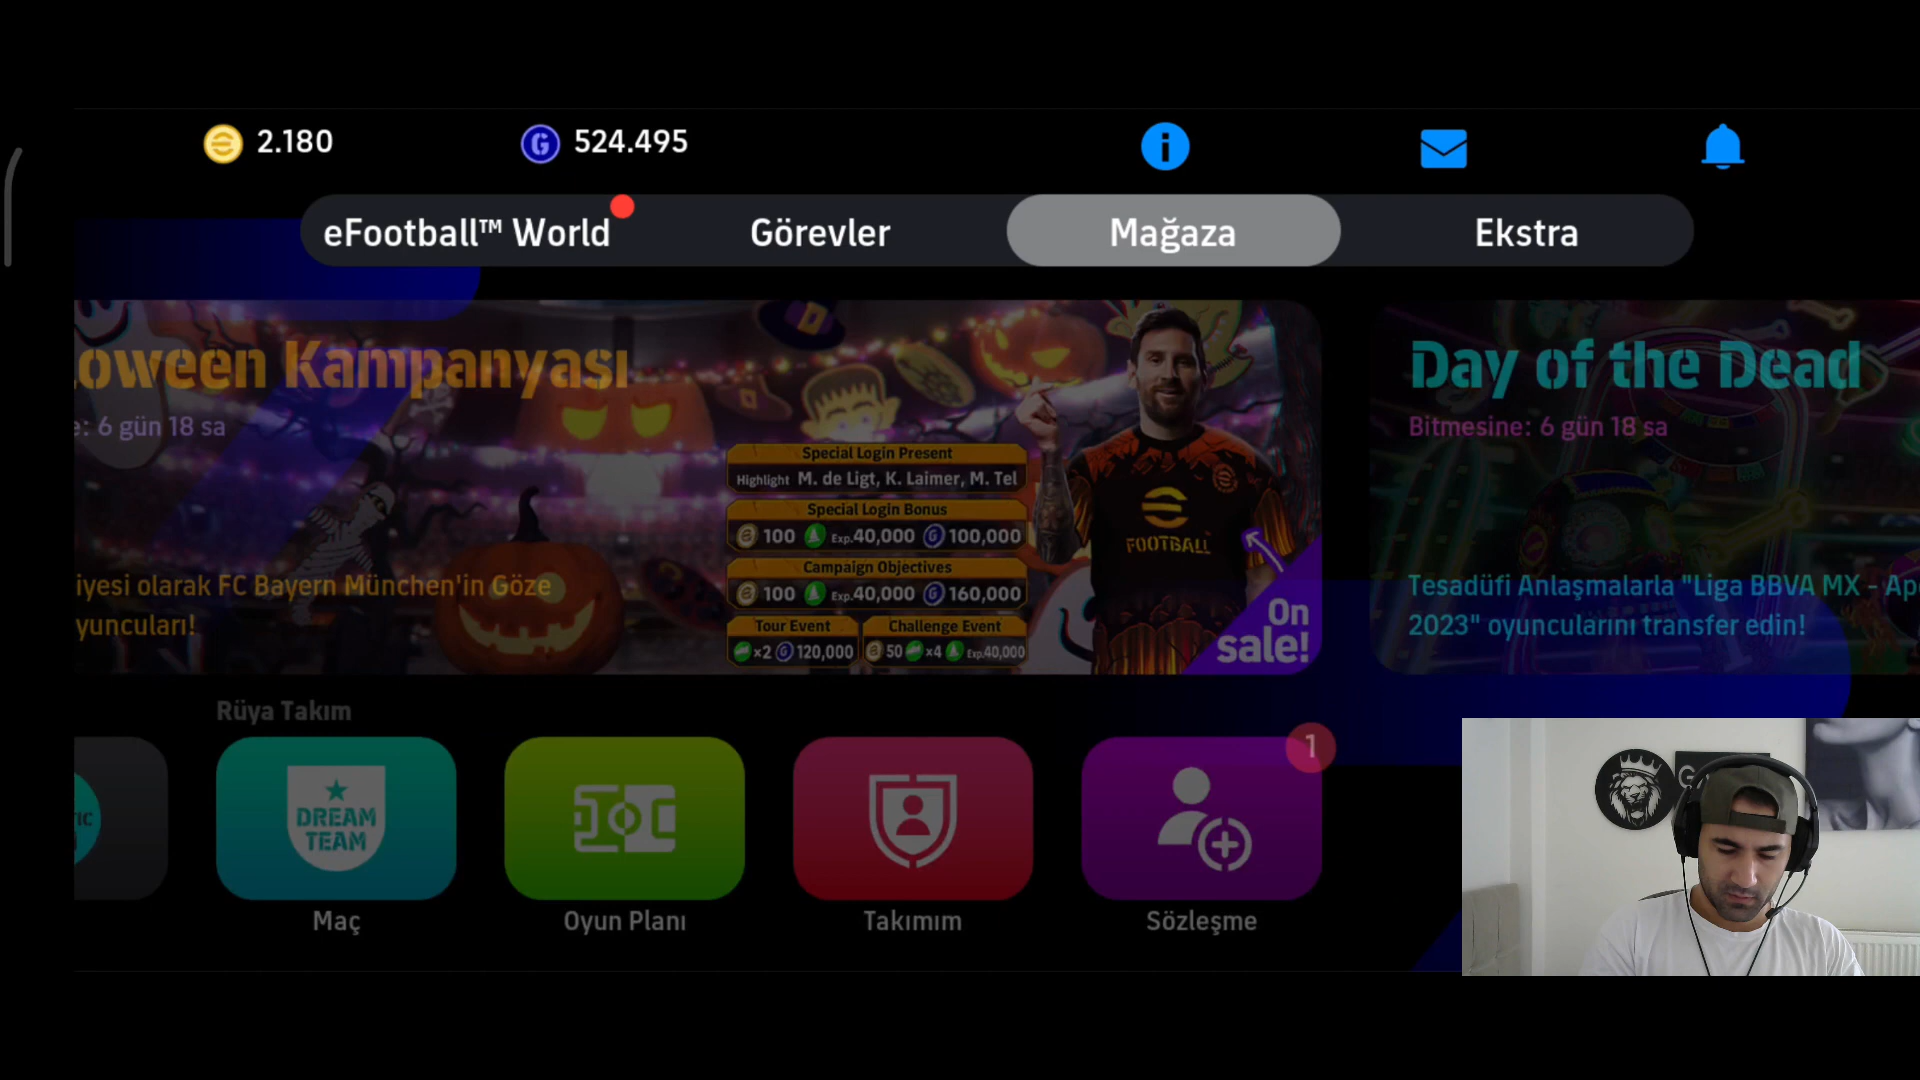 2.180
524.495
eFootball™ World
Görevler
Mağaza
Ekstra
oween Kampanyası
: 6 gün 18 sa
Special Login Present
Highlight M. de Ligt, K. Laimer, M. Tel
Special Login Bonus
100 Exp.40,000 G 100,000
Campaign Objectives
100 Exp.40,000 G 160,000
Tour Event
x2 G 120,000
Challenge Event
50 x4 Exp.40,000
FOOTBALL
On
sale!
iyesi olarak FC Bayern München'in Göze
yuncuları!
Day of the Dead
Bitmesine: 6 gün 18 sa
Tesadüfi Anlaşmalarla "Liga BBVA MX - Ap
2023" oyuncularını transfer edin!
Rüya Takım
DREAM
TEAM
1
Maç
Oyun Planı
Takımım
Sözleşme